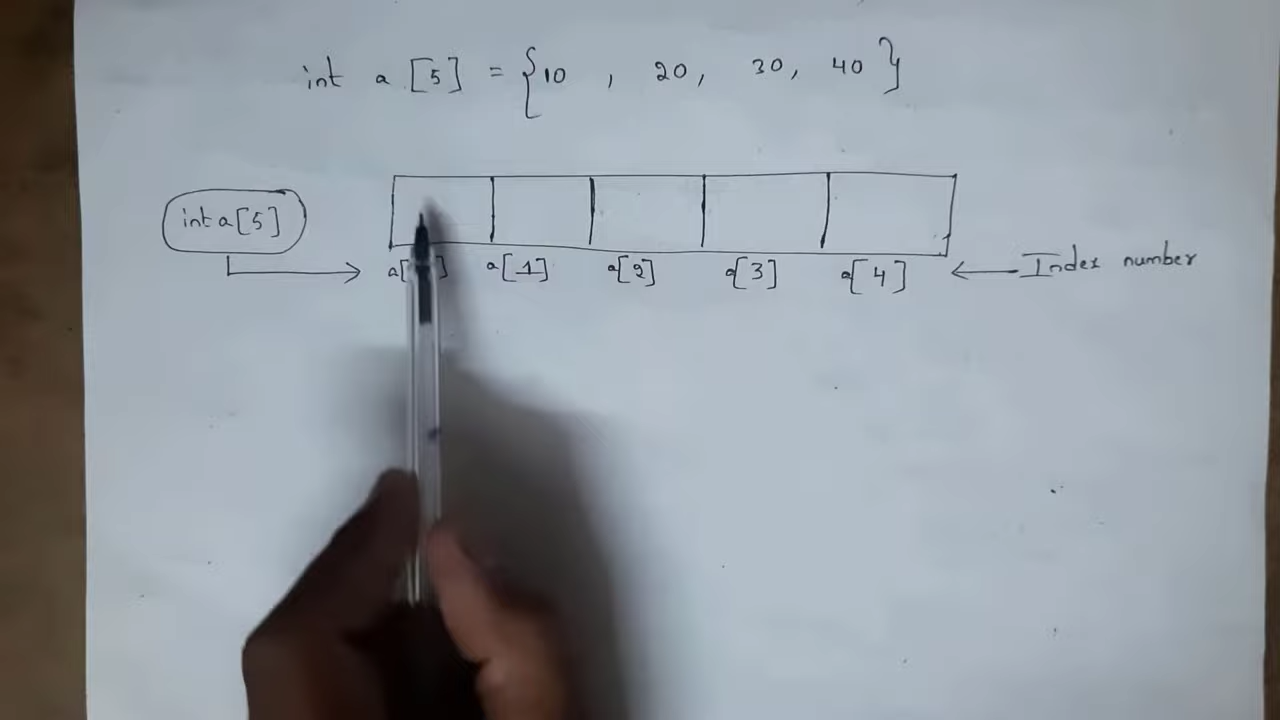 int a [5] = {10 , 20, 30, 40}
int a[5]
a[ ] a[1] a[2] a[3] a[4] ← Index number